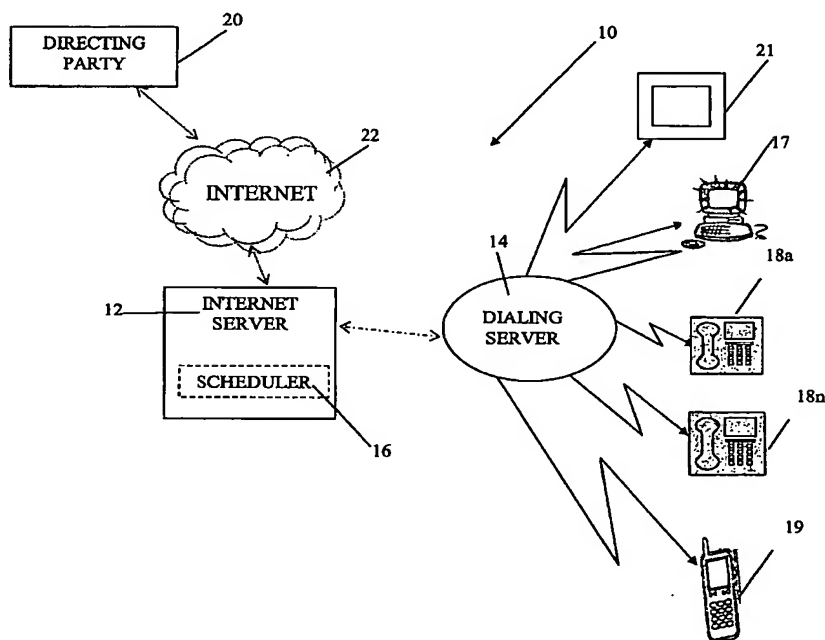 20
DIRECTING
PARTY
10
21
22
INTERNET
17
14
18a
12
INTERNET
SERVER
DIALING
SERVER
SCHEDULER
18n
16
19